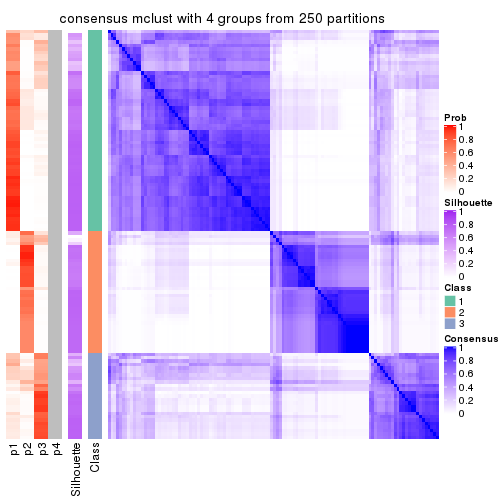 consensus mclust with 4 groups from 250 partitions
Prob
1
0.8
0.6
0.4
0.2
0
Silhouette
1
0.8
0.6
0.4
0.2
0
Class
1
2
3
Consensus
1
0.8
0.6
0.4
0.2
0
p1
p2
p3
p4
Silhouette
Class